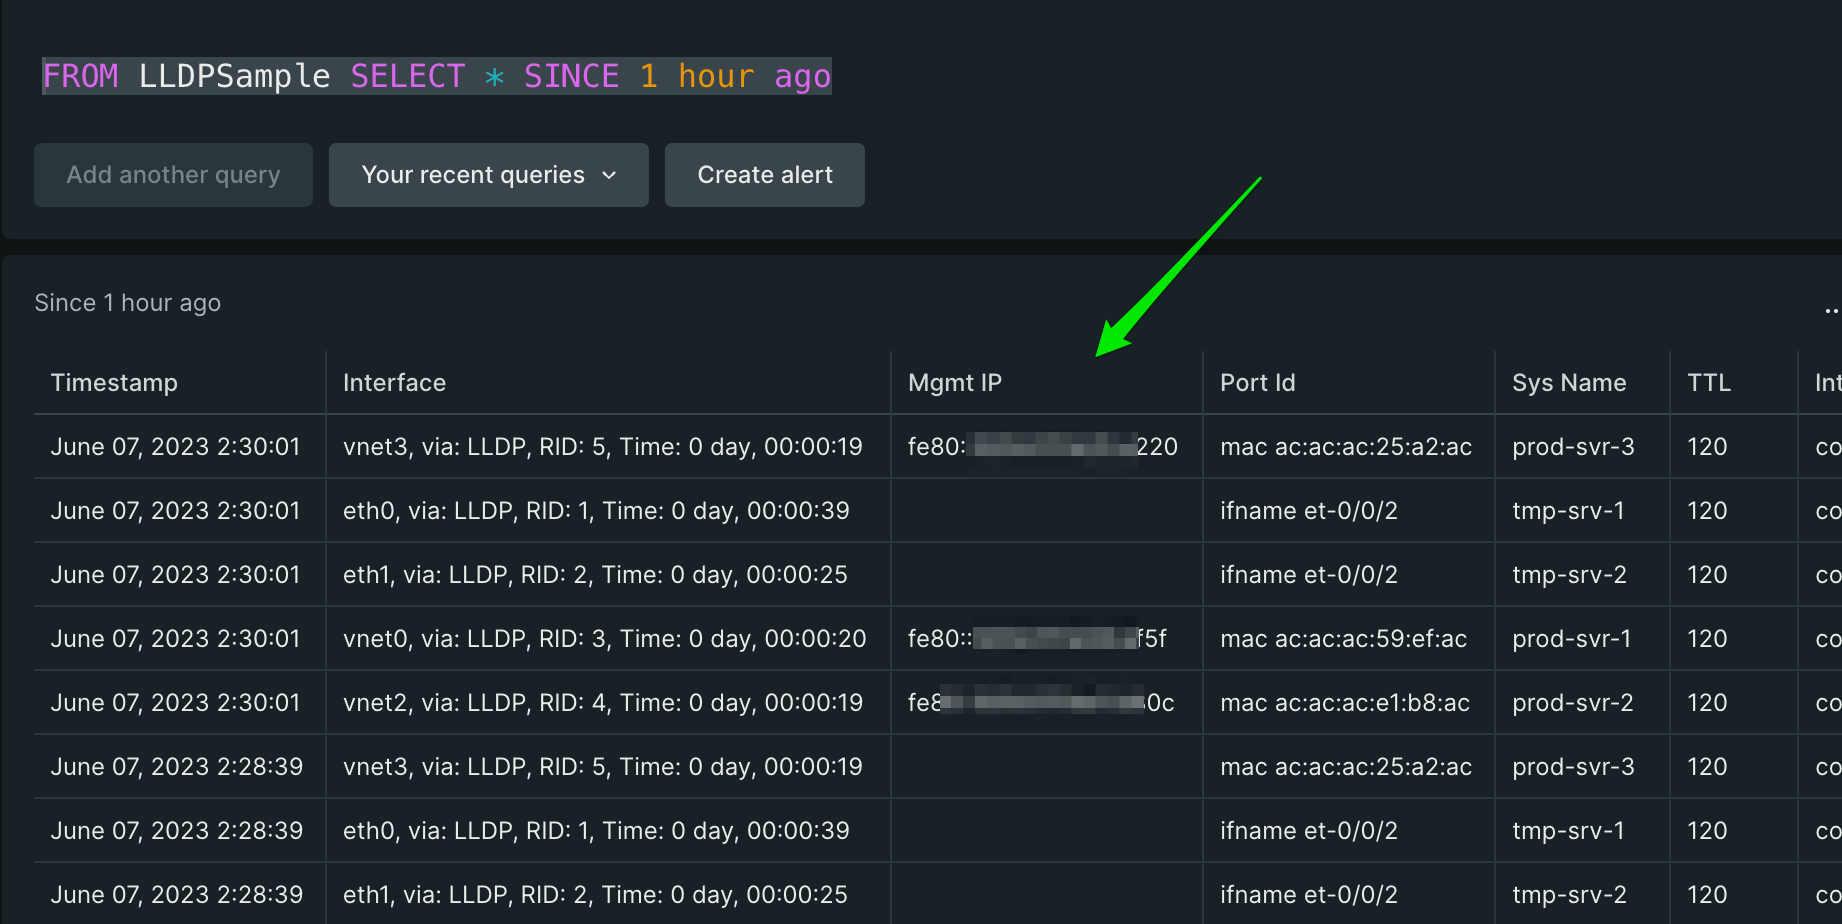 FROM LLDPSample SELECT * SINCE 1 hour ago
Add another query Your recent queries Create alert
Since 1 hour ago
Timestamp Interface Mgmt IP Port Id Sys Name TTL Int
June 07, 2023 2:30:01 vnet3, via: LLDP, RID: 5, Time: 0 day, 00:00:19 fe80: 220 mac ac:ac:ac:25:a2:ac prod-svr-3 120 co
June 07, 2023 2:30:01 eth0, via: LLDP, RID: 1, Time: 0 day, 00:00:39 ifname et-0/0/2 tmp-srv-1 120 co
June 07, 2023 2:30:01 eth1, via: LLDP, RID: 2, Time: 0 day, 00:00:25 ifname et-0/0/2 tmp-srv-2 120 co
June 07, 2023 2:30:01 vnet0, via: LLDP, RID: 3, Time: 0 day, 00:00:20 fe80:: f5f mac ac:ac:ac:59:ef:ac prod-svr-1 120 co
June 07, 2023 2:30:01 vnet2, via: LLDP, RID: 4, Time: 0 day, 00:00:19 fe8 0c mac ac:ac:ac:e1:b8:ac prod-svr-2 120 co
June 07, 2023 2:28:39 vnet3, via: LLDP, RID: 5, Time: 0 day, 00:00:19 mac ac:ac:ac:25:a2:ac prod-svr-3 120 co
June 07, 2023 2:28:39 eth0, via: LLDP, RID: 1, Time: 0 day, 00:00:39 ifname et-0/0/2 tmp-srv-1 120 co
June 07, 2023 2:28:39 eth1, via: LLDP, RID: 2, Time: 0 day, 00:00:25 ifname et-0/0/2 tmp-srv-2 120 co